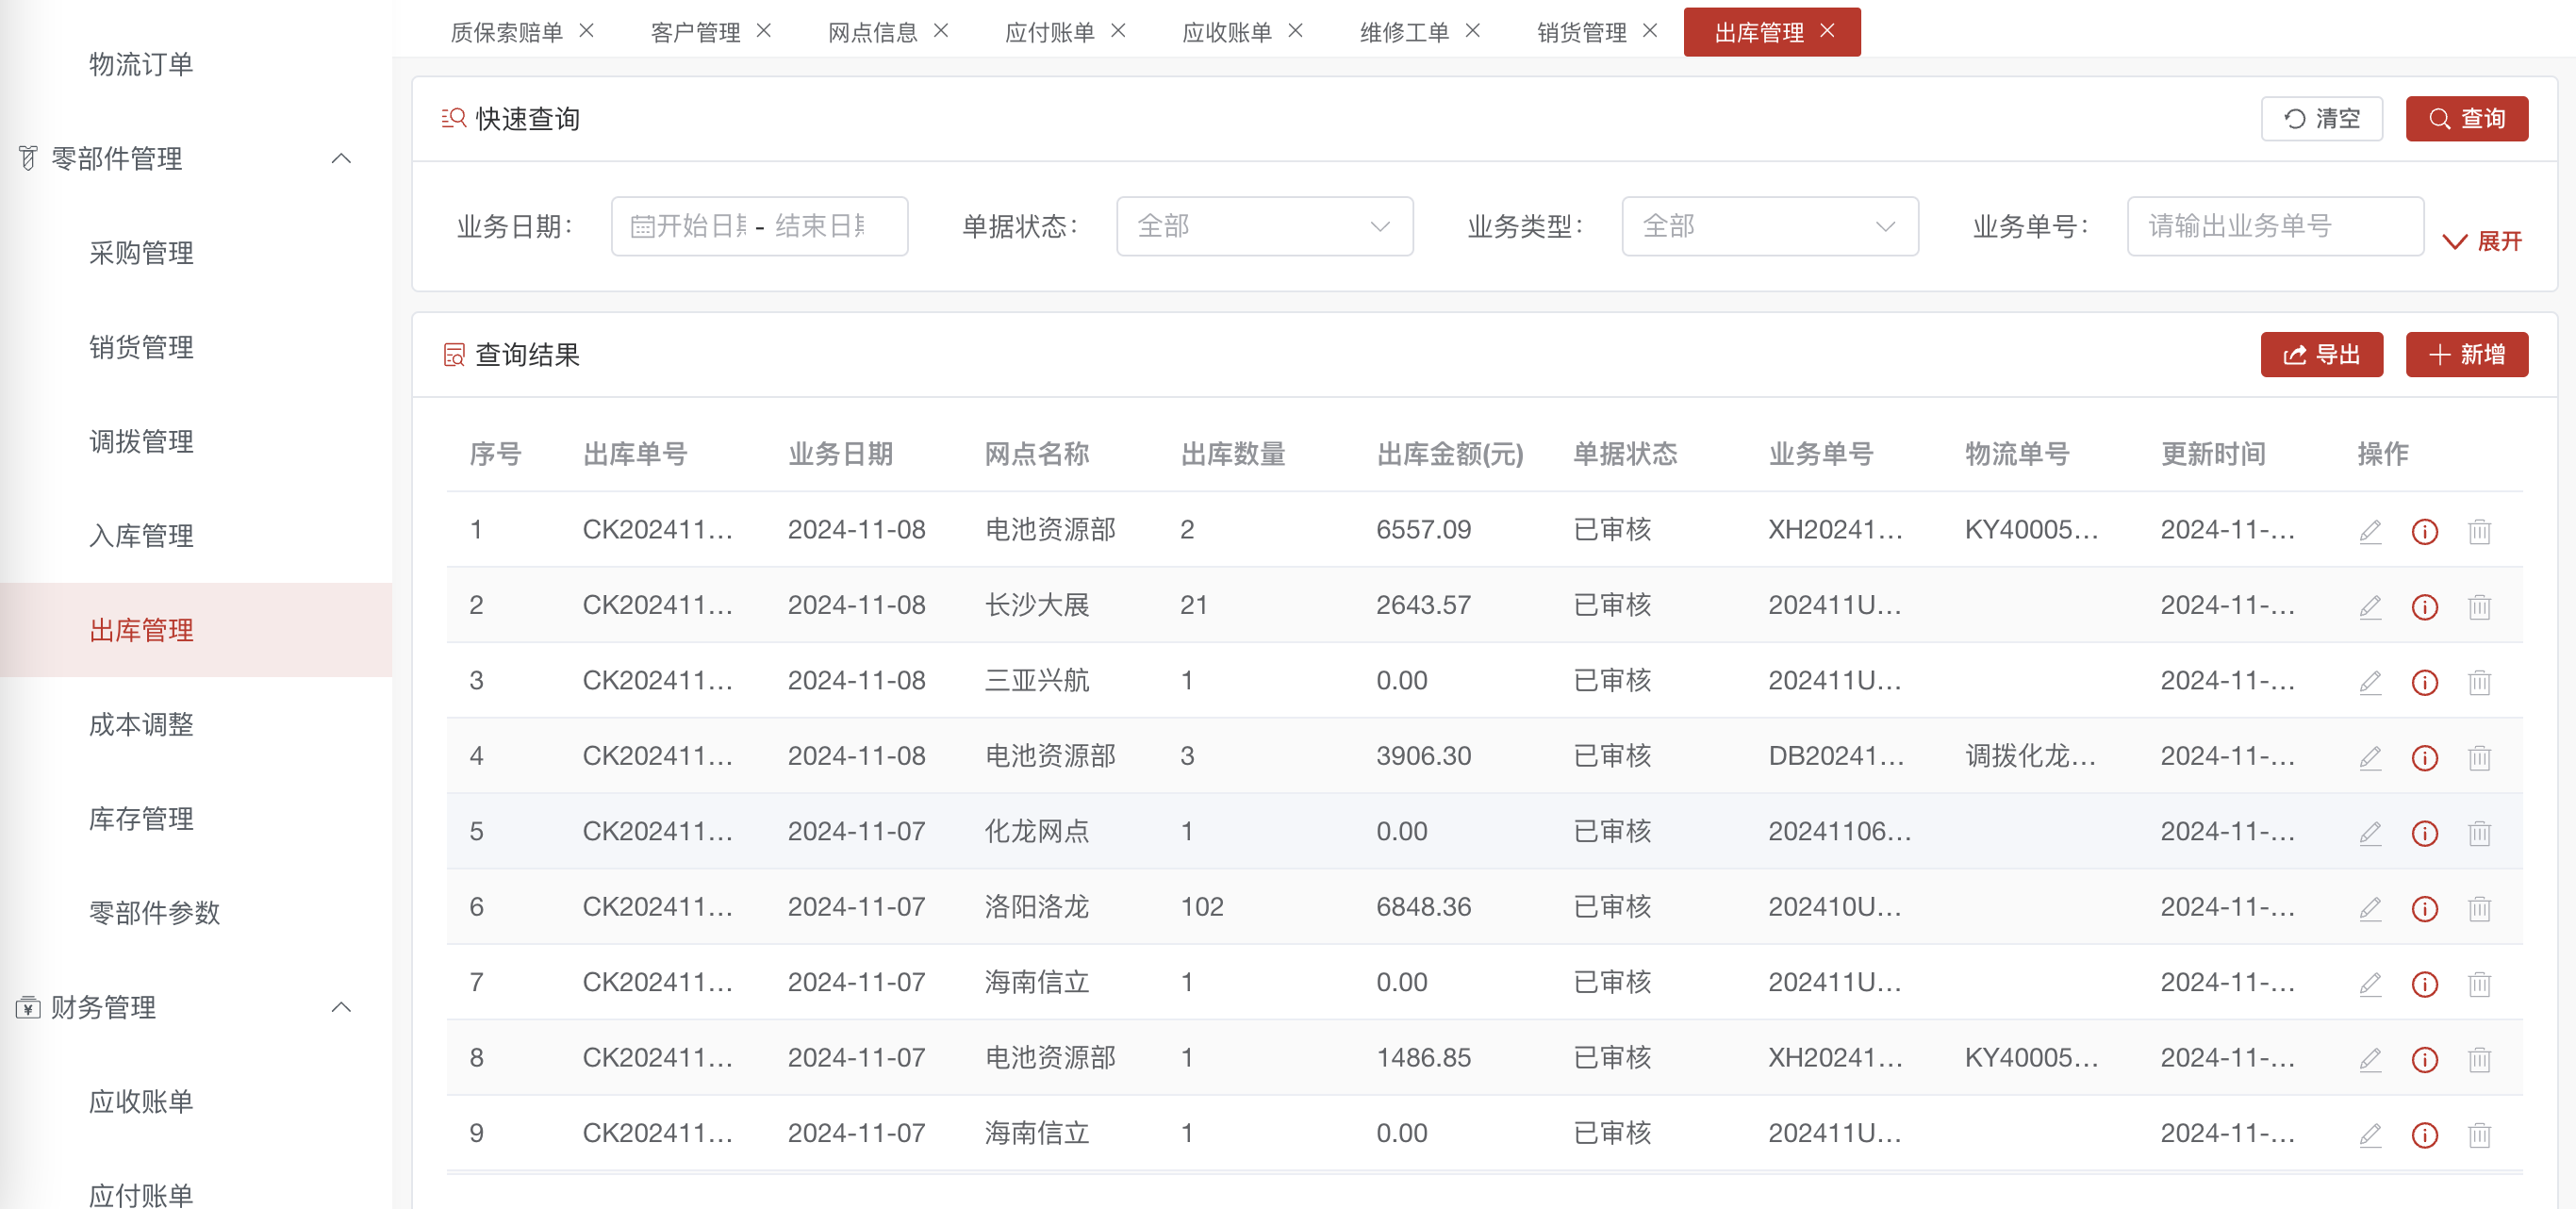 物流订单
零部件管理
采购管理
销货管理
调拨管理
入库管理
出库管理
成本调整
库存管理
零部件参数
财务管理
应收账单
应付账单
质保索赔单 客户管理 网点信息 应付账单 应收账单 维修工单 销货管理 出库管理
快速查询 清空 查询
业务日期: 开始日期 - 结束日期 单据状态: 全部 业务类型: 全部 业务单号: 请输出业务单号 展开
查询结果 导出 新增
序号 出库单号 业务日期 网点名称 出库数量 出库金额(元) 单据状态 业务单号 物流单号 更新时间 操作
1 CK202411... 2024-11-08 电池资源部 2 6557.09 已审核 XH20241... KY40005... 2024-11-...
2 CK202411... 2024-11-08 长沙大展 21 2643.57 已审核 202411U... 2024-11-...
3 CK202411... 2024-11-08 三亚兴航 1 0.00 已审核 202411U... 2024-11-...
4 CK202411... 2024-11-08 电池资源部 3 3906.30 已审核 DB20241... 调拨化龙... 2024-11-...
5 CK202411... 2024-11-07 化龙网点 1 0.00 已审核 20241106... 2024-11-...
6 CK202411... 2024-11-07 洛阳洛龙 102 6848.36 已审核 202410U... 2024-11-...
7 CK202411... 2024-11-07 海南信立 1 0.00 已审核 202411U... 2024-11-...
8 CK202411... 2024-11-07 电池资源部 1 1486.85 已审核 XH20241... KY40005... 2024-11-...
9 CK202411... 2024-11-07 海南信立 1 0.00 已审核 202411U... 2024-11-...